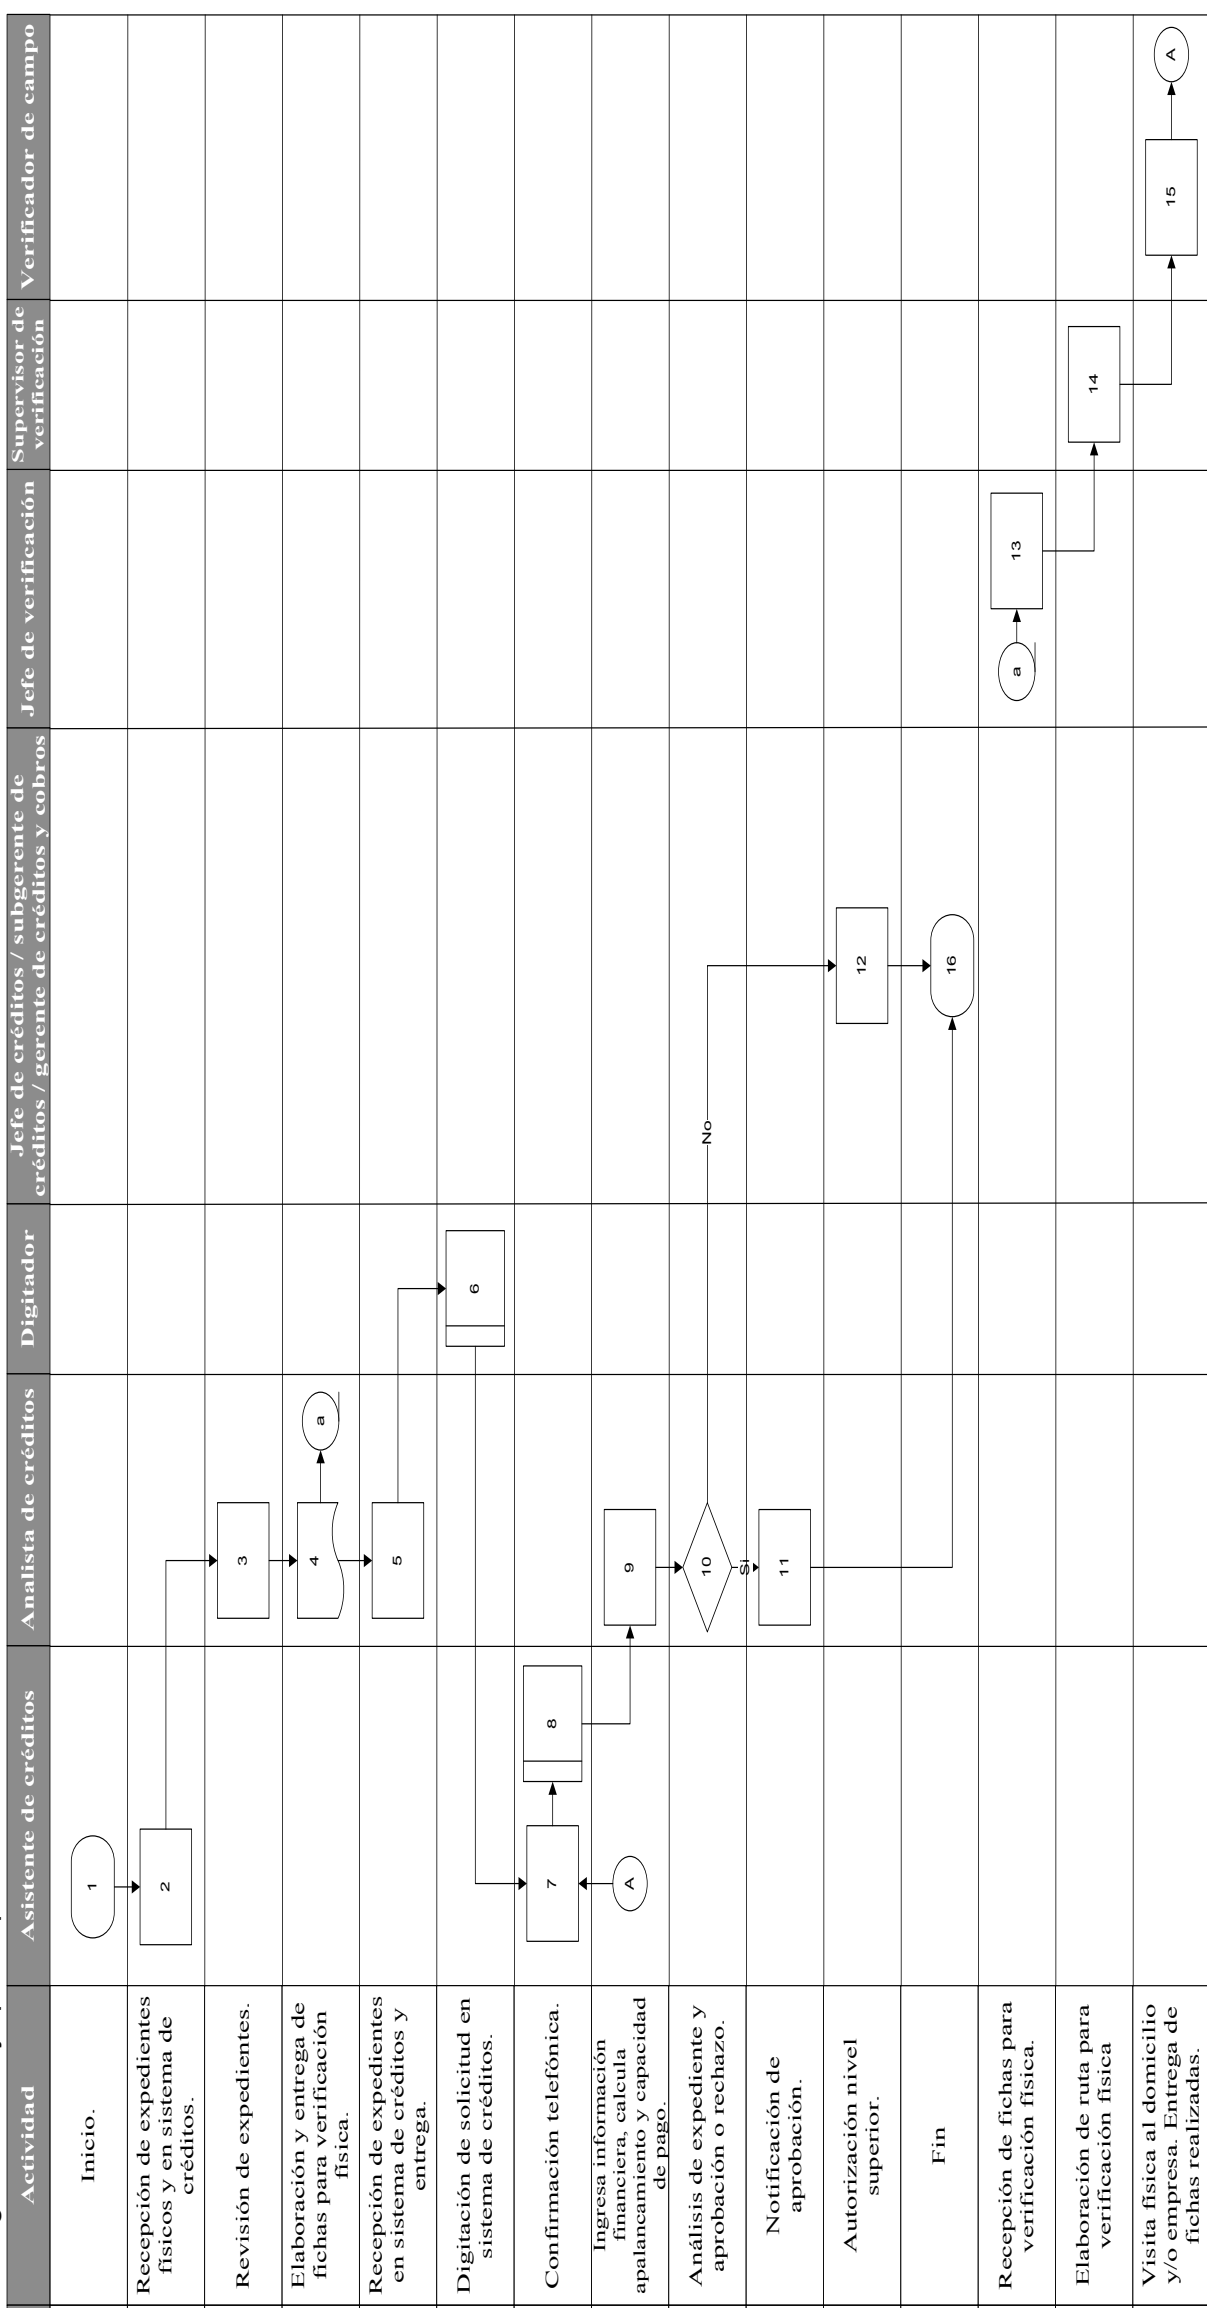 Actividad
Asistente de créditos
Analista de créditos
Digitador
Jefe de créditos / subgerente de
créditos / gerente de créditos y cobros
Jefe de verificación
Supervisor de
verificación
Verificador de campo
Inicio.
1
Recepción de expedientes
físicos y en sistema de
créditos.
2
Revisión de expedientes.
3
Elaboración y entrega de
fichas para verificación
física.
4
a
Recepción de expedientes
en sistema de créditos y
entrega.
5
Digitación de solicitud en
sistema de créditos.
6
Confirmación telefónica.
7
8
Ingresa información
financiera, calcula
apalancamiento y capacidad
de pago.
A
9
Análisis de expediente y
aprobación o rechazo.
10
No
Si
Notificación de
aprobación.
11
Autorización nivel
superior.
12
Fin
16
Recepción de fichas para
verificación física.
a
13
Elaboración de ruta para
verificación física
14
Visita física al domicilio
y/o empresa. Entrega de
fichas realizadas.
15
A